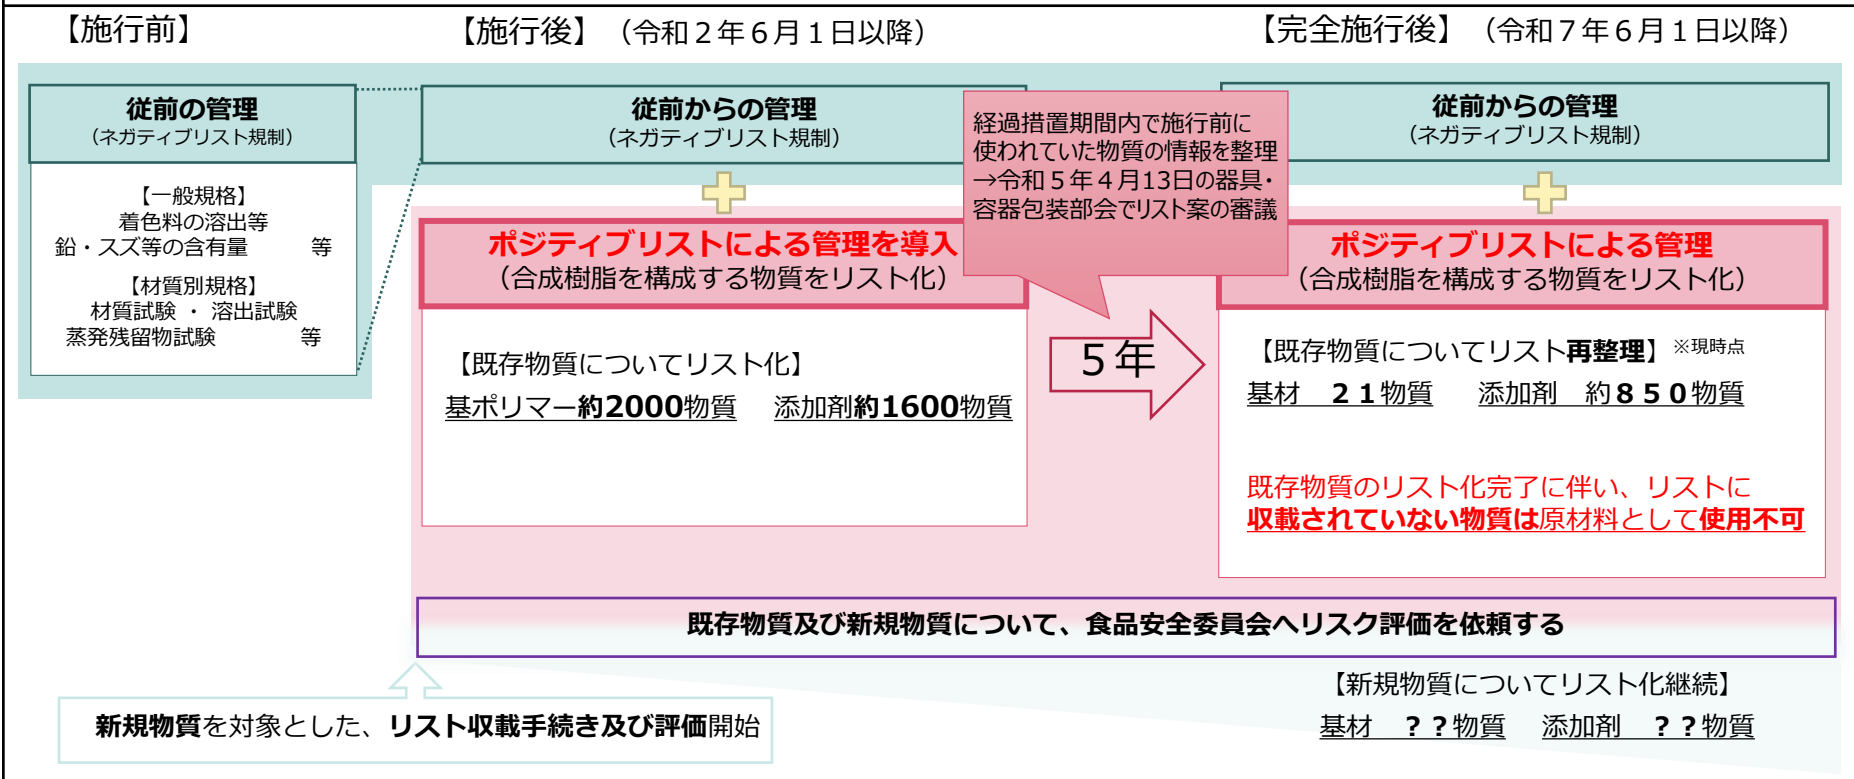 【施行前】
【施行後】（令和２年６月１日以降）
【完全施行後】（令和７年６月１日以降）
従前の管理
（ネガティブリスト規制）
【一般規格】
着色料の溶出等
鉛・スズ等の含有量　　　等
【材質別規格】
材質試験 ・ 溶出試験
蒸発残留物試験　　　　等
従前からの管理
（ネガティブリスト規制）
ポジティブリストによる管理を導入
（合成樹脂を構成する物質をリスト化）
【既存物質についてリスト化】
基ポリマー約2000物質　添加剤約1600物質
経過措置期間内で施行前に
使われていた物質の情報を整理
→令和５年４月13日の器具・
容器包装部会でリスト案の審議
５年
従前からの管理
（ネガティブリスト規制）
ポジティブリストによる管理
（合成樹脂を構成する物質をリスト化）
【既存物質についてリスト再整理】※現時点
基材　２１物質　添加剤　約８５０物質
既存物質のリスト化完了に伴い、リストに
収載されていない物質は原材料として使用不可
既存物質及び新規物質について、食品安全委員会へリスク評価を依頼する
新規物質を対象とした、リスト収載手続き及び評価開始
【新規物質についてリスト化継続】
基材　？？物質　添加剤　？？物質